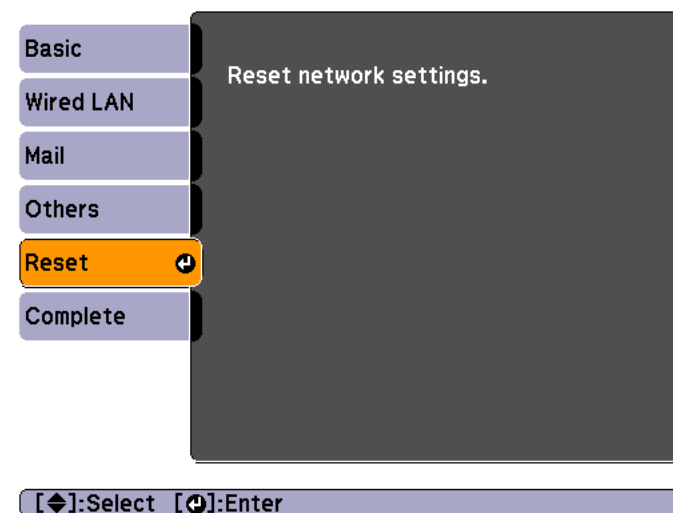 Basic
Reset network settings.
Wired LAN
Mail
Others
Reset
Complete
[◆]:Select [↵]:Enter